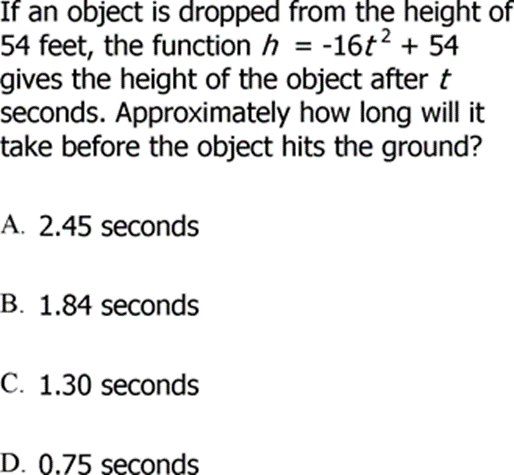 If an object is dropped from the height of
54 feet, the function h = -16t² + 54
gives the height of the object after t
seconds. Approximately how long will it
take before the object hits the ground?
A. 2.45 seconds
B. 1.84 seconds
C. 1.30 seconds
D. 0.75 seconds